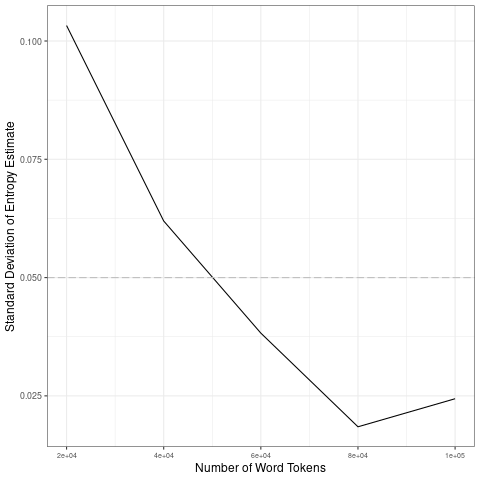 Standard Deviation of Entropy Estimate
0.100
0.075
0.050
0.025
2e+04 4e+04 6e+04 8e+04 1e+05
Number of Word Tokens